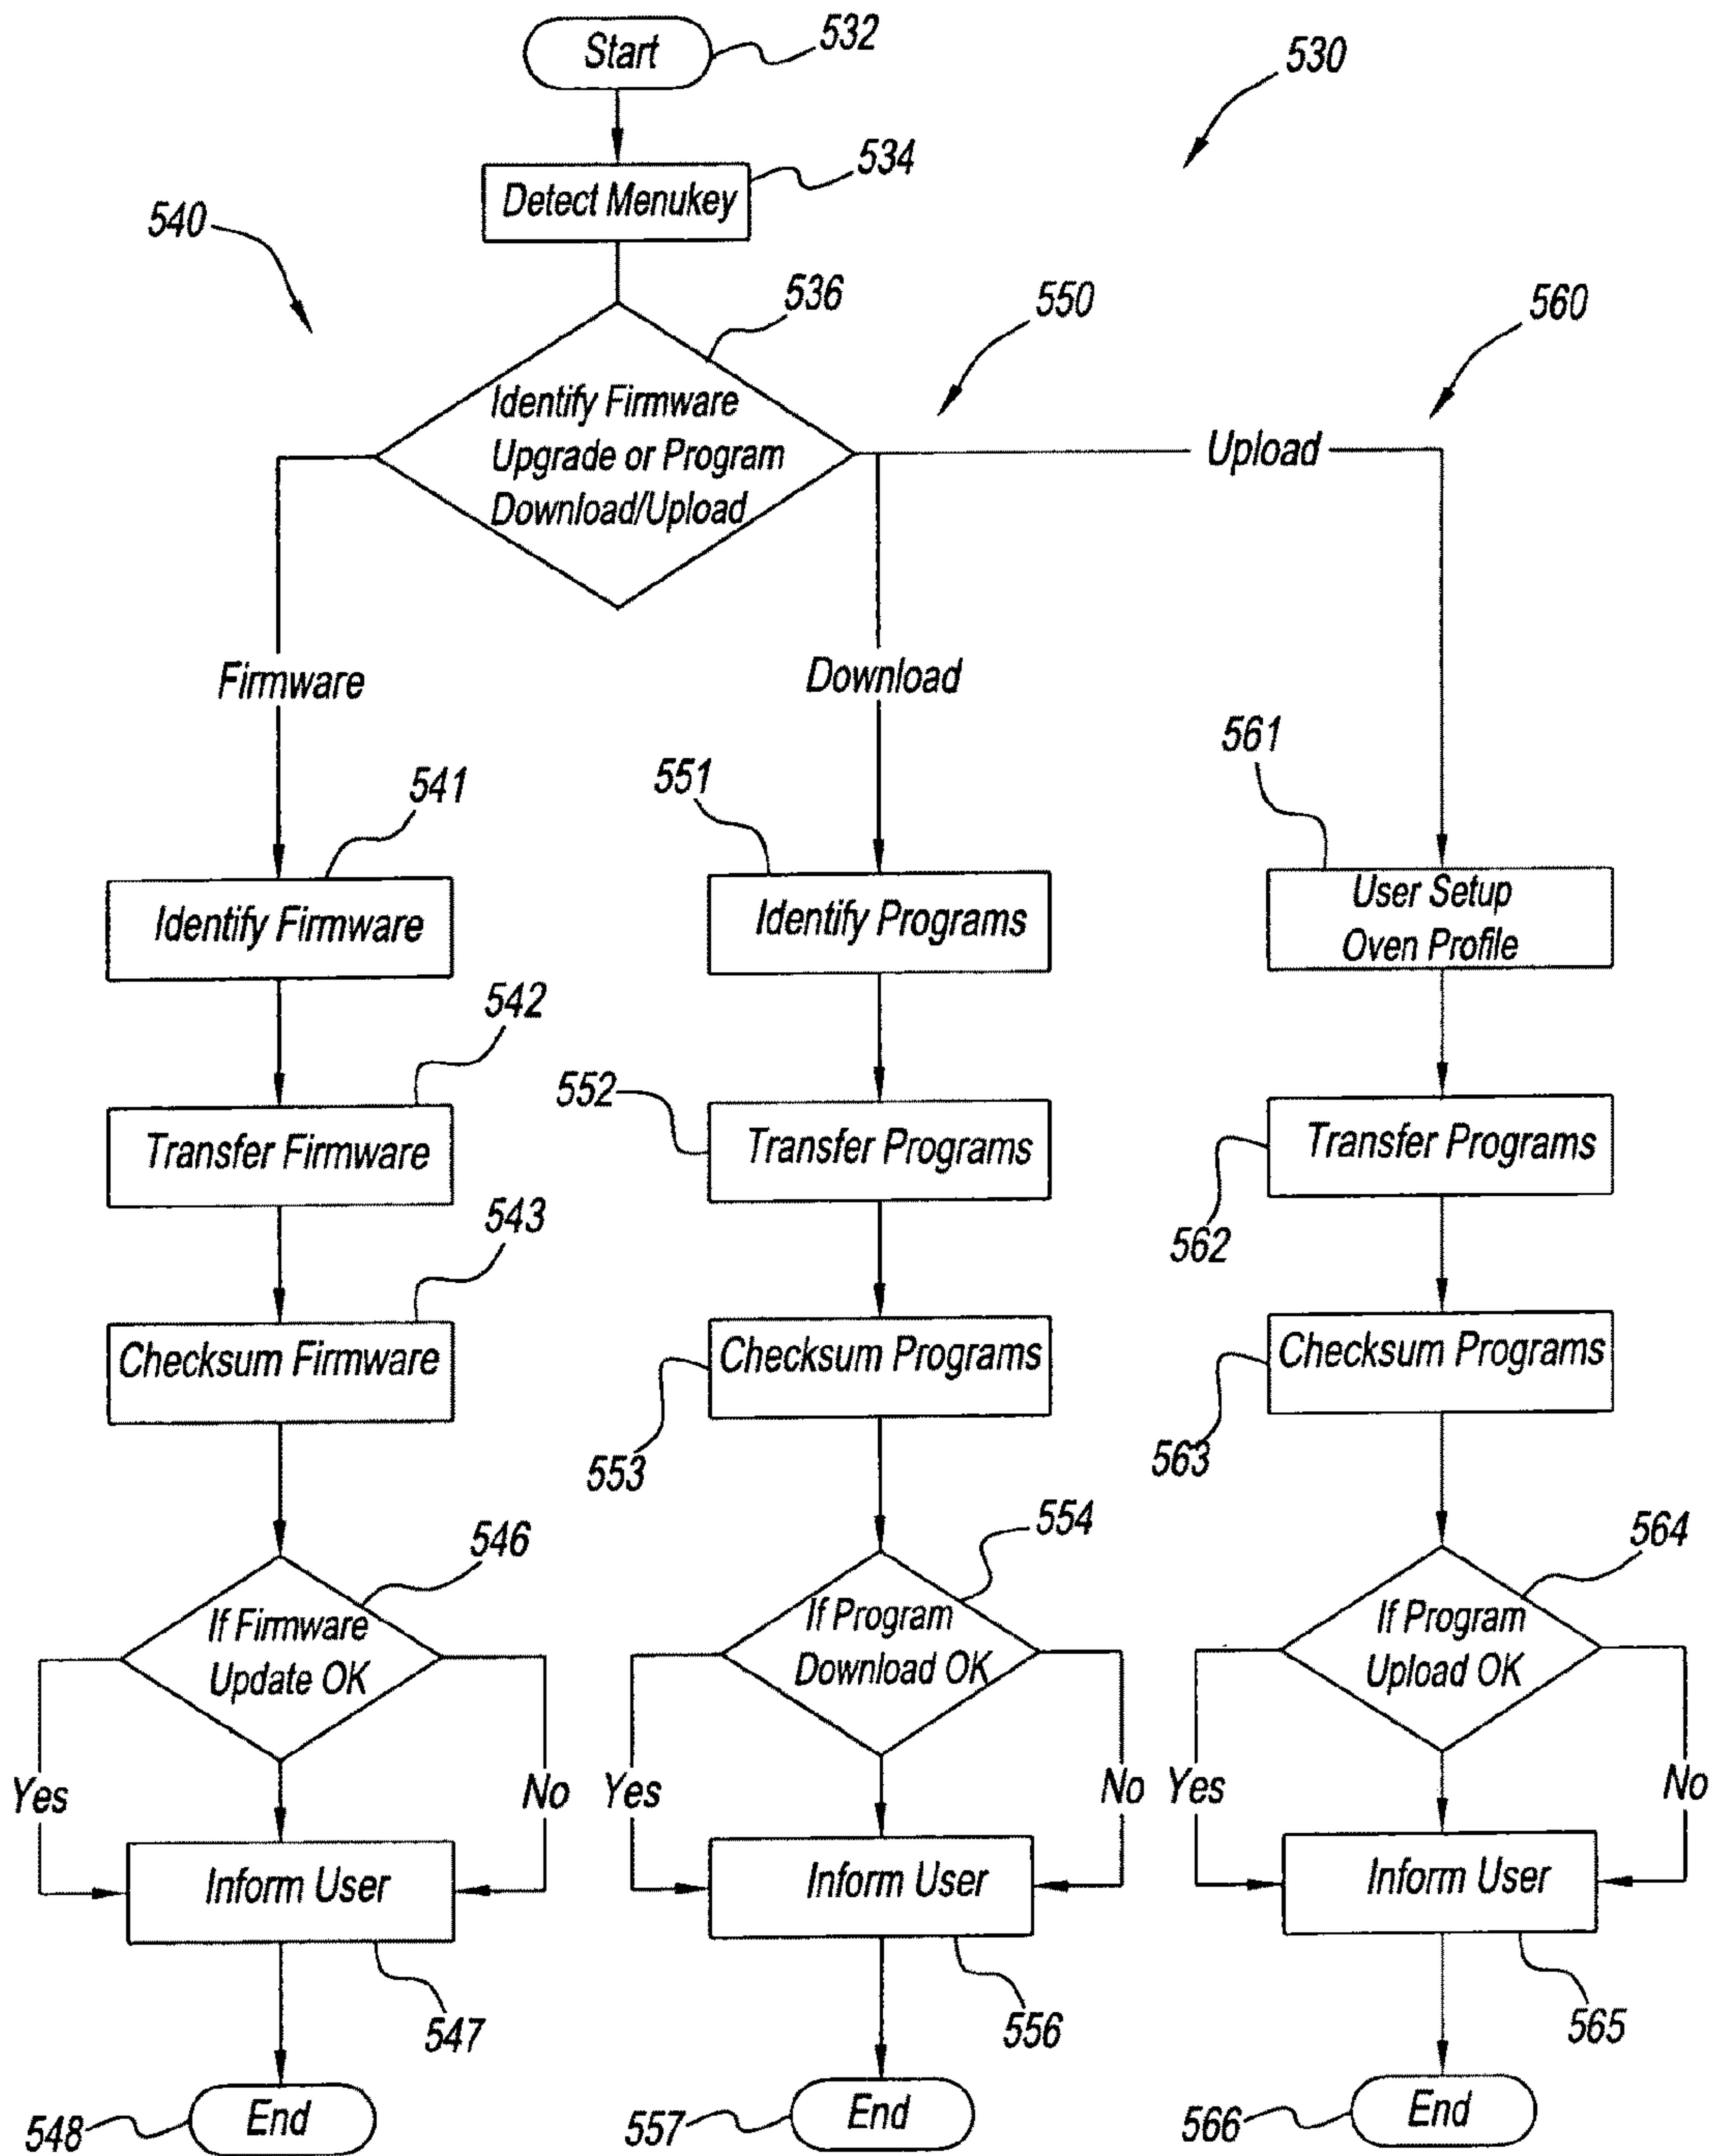 Start
532
530
534
Detect Menukey
540
536
550
560
Identify Firmware
Upgrade or Program
Download/Upload
Upload
Firmware
Download
541
551
561
Identify Firmware
Identify Programs
User Setup
Oven Profile
542
552
Transfer Firmware
Transfer Programs
Transfer Programs
543
562
Checksum Firmware
Checksum Programs
Checksum Programs
553
563
546
554
564
If Firmware
Update OK
If Program
Download OK
If Program
Upload OK
Yes
No
Yes
No
Yes
No
Inform User
Inform User
Inform User
547
556
565
548
End
557
End
566
End